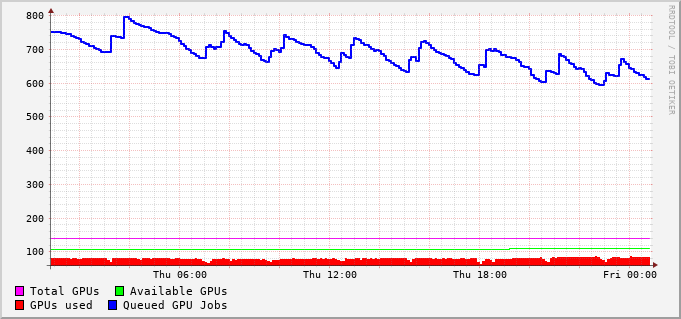 800
700
600
500
400
300
200
100
Thu 06:00 Thu 12:00 Thu 18:00 Fri 00:00
Total GPUs Available GPUs
GPUs used Queued GPU Jobs
RRDTOOL / TOBI OETIKER